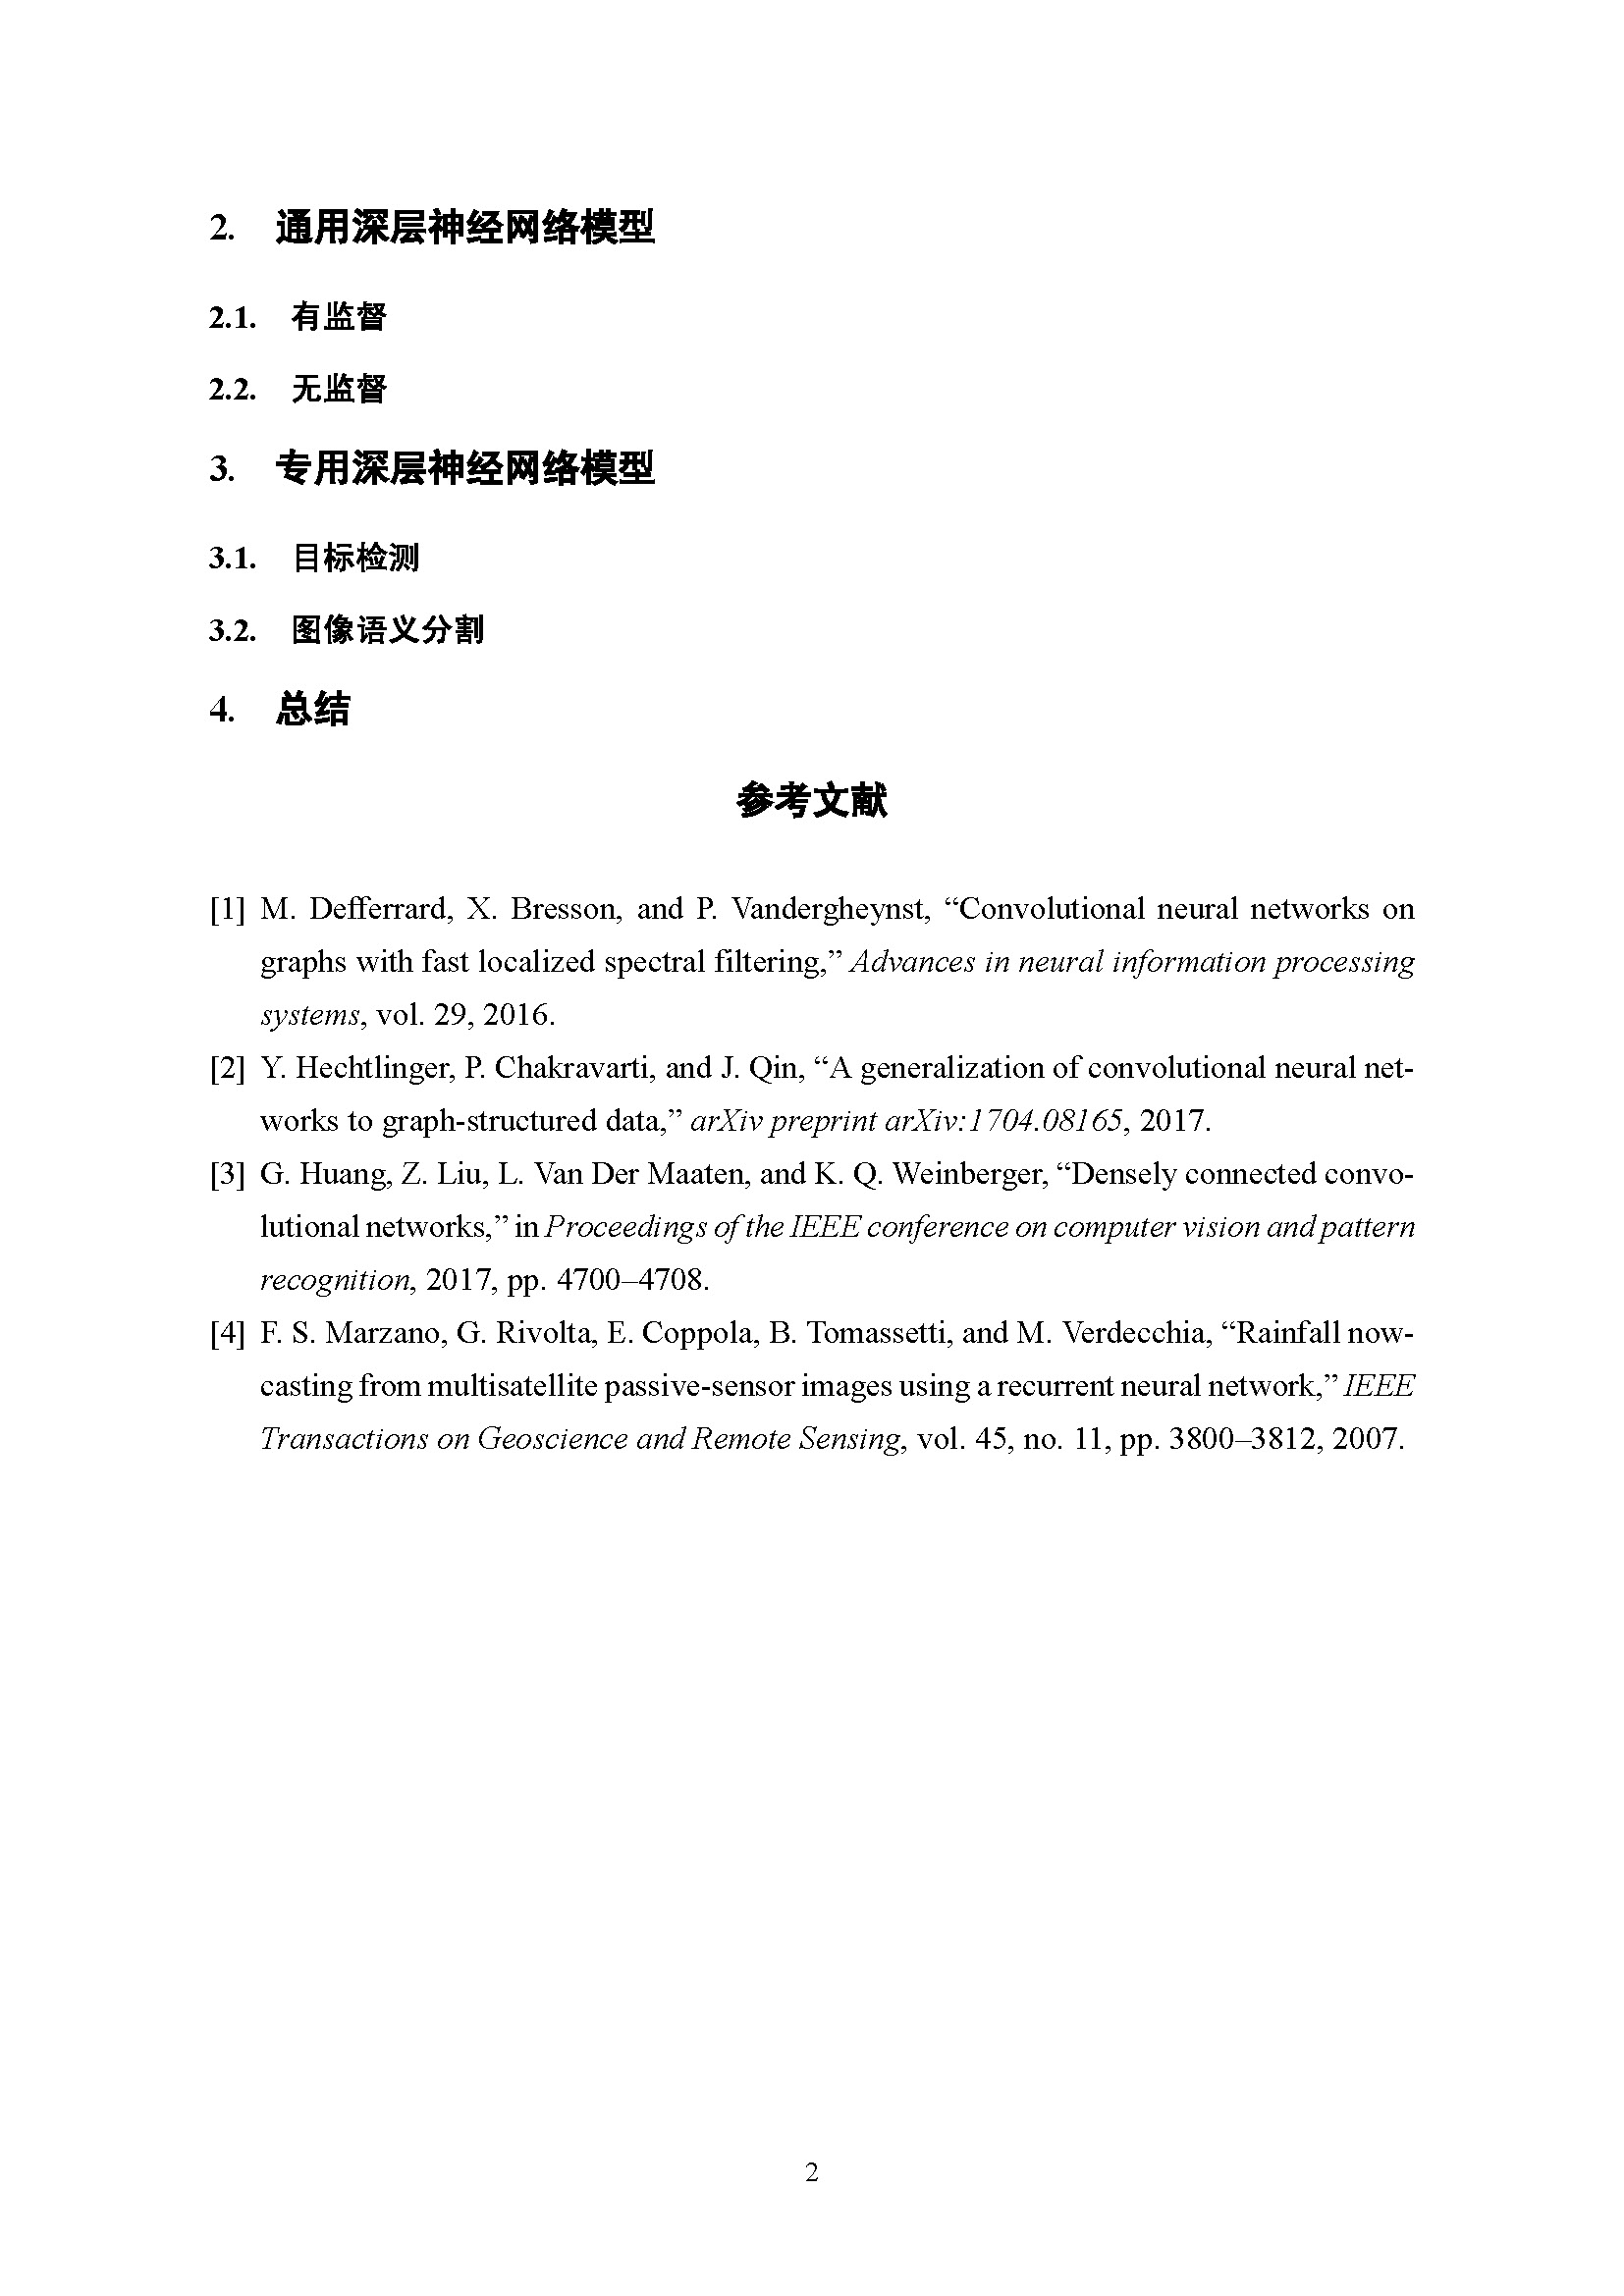 2. 通用深层神经网络模型
2.1. 有监督
2.2. 无监督
3. 专用深层神经网络模型
3.1. 目标检测
3.2. 图像语义分割
4. 总结
参考文献
[1] M. Defferrard, X. Bresson, and P. Vandergheynst, “Convolutional neural networks on
graphs with fast localized spectral filtering,” Advances in neural information processing
systems, vol. 29, 2016.
[2] Y. Hechtlinger, P. Chakravarti, and J. Qin, “A generalization of convolutional neural net-
works to graph-structured data,” arXiv preprint arXiv:1704.08165, 2017.
[3] G. Huang, Z. Liu, L. Van Der Maaten, and K. Q. Weinberger, “Densely connected convo-
lutional networks,” in Proceedings of the IEEE conference on computer vision and pattern
recognition, 2017, pp. 4700–4708.
[4] F. S. Marzano, G. Rivolta, E. Coppola, B. Tomassetti, and M. Verdecchia, “Rainfall now-
casting from multisatellite passive-sensor images using a recurrent neural network,” IEEE
Transactions on Geoscience and Remote Sensing, vol. 45, no. 11, pp. 3800–3812, 2007.
2